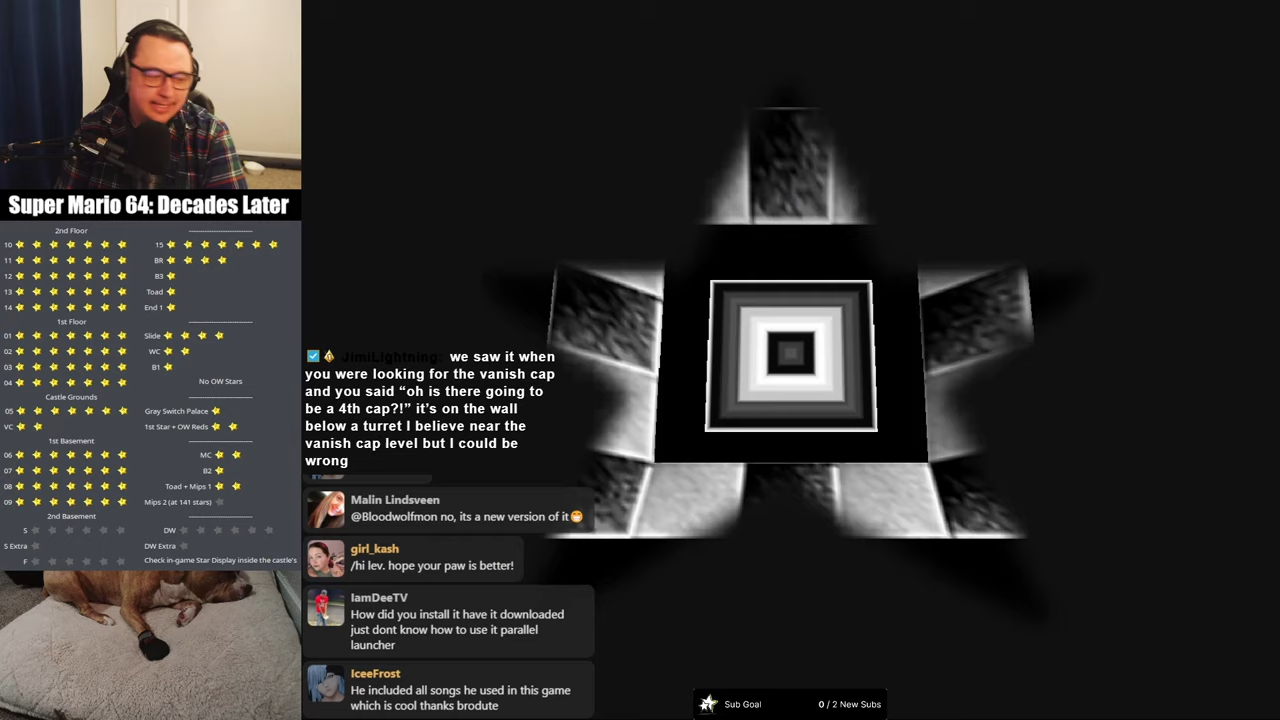 Super Mario 64: Decades Later
2nd Floor
10
15
11
BR
12
B3
13
Toad
14
End 1
1st Floor
01
Slide
02
WC
03
B1
04
No OW Stars
Castle Grounds
05
Gray Switch Palace
VC
1st Star + OW Reds
1st Basement
06
MC
07
B2
08
Toad + Mips 1
09
Mips 2 (at 141 stars)
2nd Basement
S
DW
S Extra
DW Extra
F
Check in-game Star Display inside the castle's
JimiLightning: we saw it when
you were looking for the vanish cap
and you said “oh is there going to
be a 4th cap?!” it’s on the wall
below a turret I believe near the
vanish cap level but I could be
wrong
Malin Lindsveen
@Bloodwolfmon no, its a new version of it
girl_kash
/hi lev. hope your paw is better!
IamDeeTV
How did you install it have it downloaded
just dont know how to use it parallel
launcher
IceeFrost
He included all songs he used in this game
which is cool thanks brodute
Sub Goal
0 / 2 New Subs